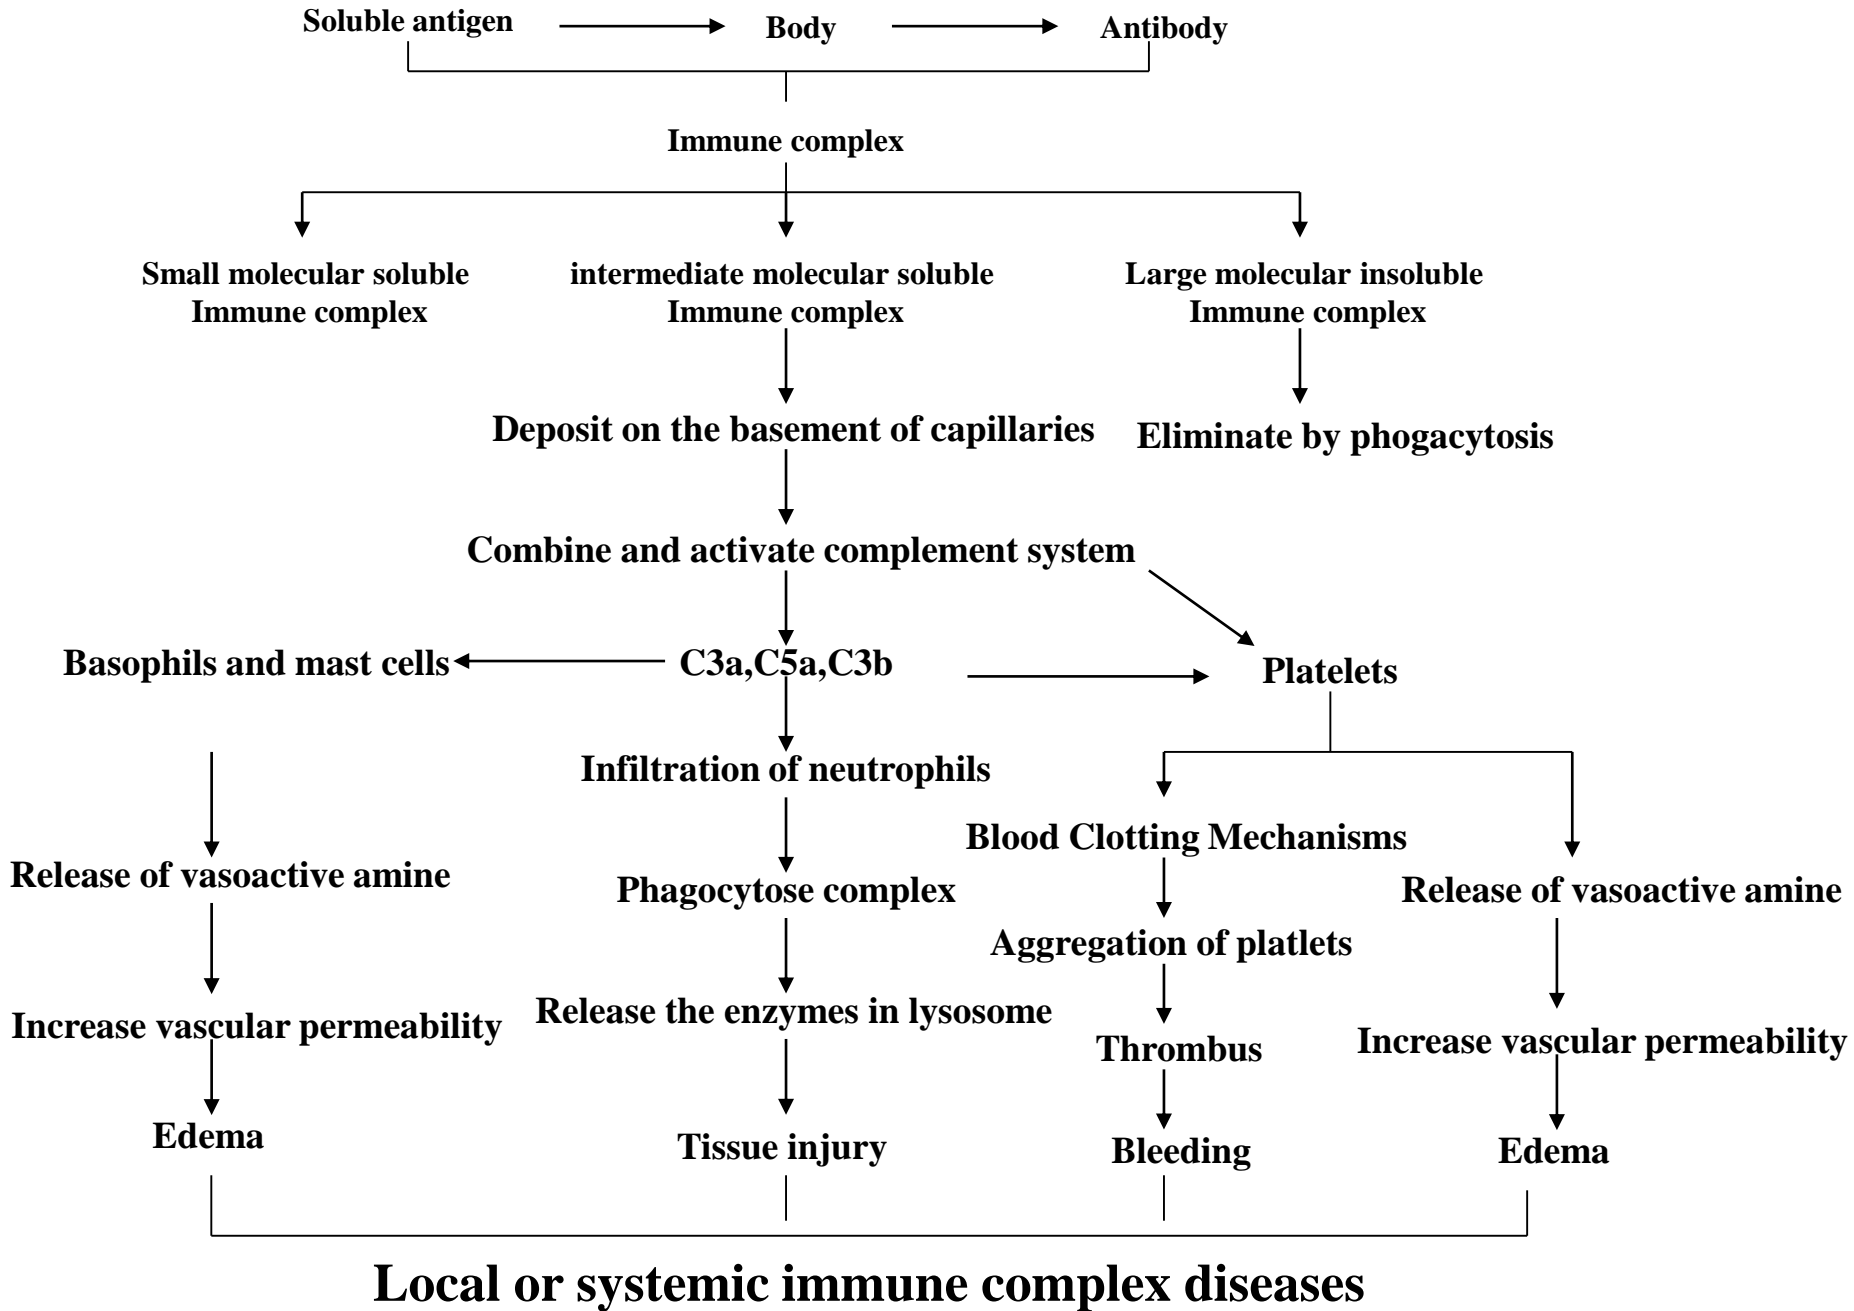 Soluble antigen
Body
Antibody
Immune complex
Small molecular soluble
Immune complex
intermediate molecular soluble
Immune complex
Large molecular insoluble
Immune complex
Deposit on the basement of capillaries
Eliminate by phogacytosis
Combine and activate complement system
Basophils and mast cells
C3a,C5a,C3b
Platelets
Infiltration of neutrophils
Blood Clotting Mechanisms
Release of vasoactive amine
Phagocytose complex
Release of vasoactive amine
Aggregation of platlets
Increase vascular permeability
Release the enzymes in lysosome
Thrombus
Increase vascular permeability
Edema
Tissue injury
Bleeding
Edema
Local or systemic immune complex diseases